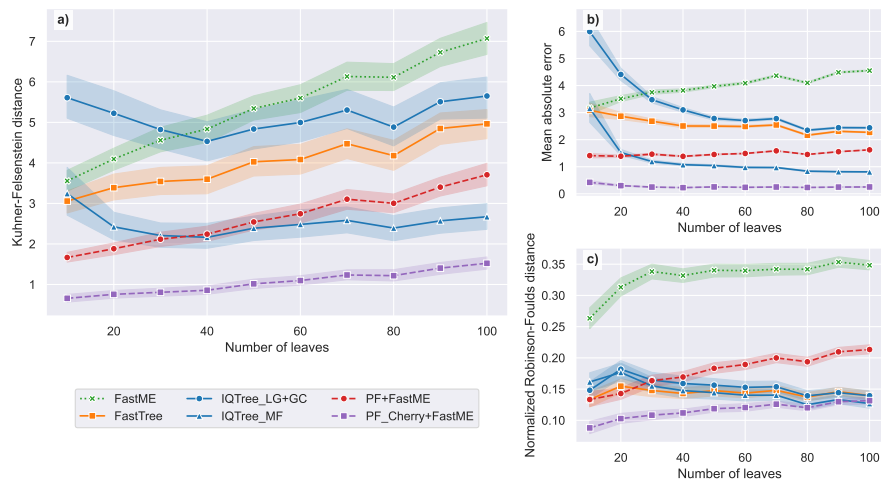 a)
7
6
5
4
3
2
1
Kuhner-Felsenstein distance
20
40
60
80
100
Number of leaves
b)
6
5
4
3
2
1
0
Mean absolute error
20
40
60
80
100
Number of leaves
c)
0.35
0.30
0.25
0.20
0.15
0.10
Normalized Robinson-Foulds distance
20
40
60
80
100
Number of leaves
FastME
IQTree_LG+GC
PF+FastME
FastTree
IQTree_MF
PF_Cherry+FastME